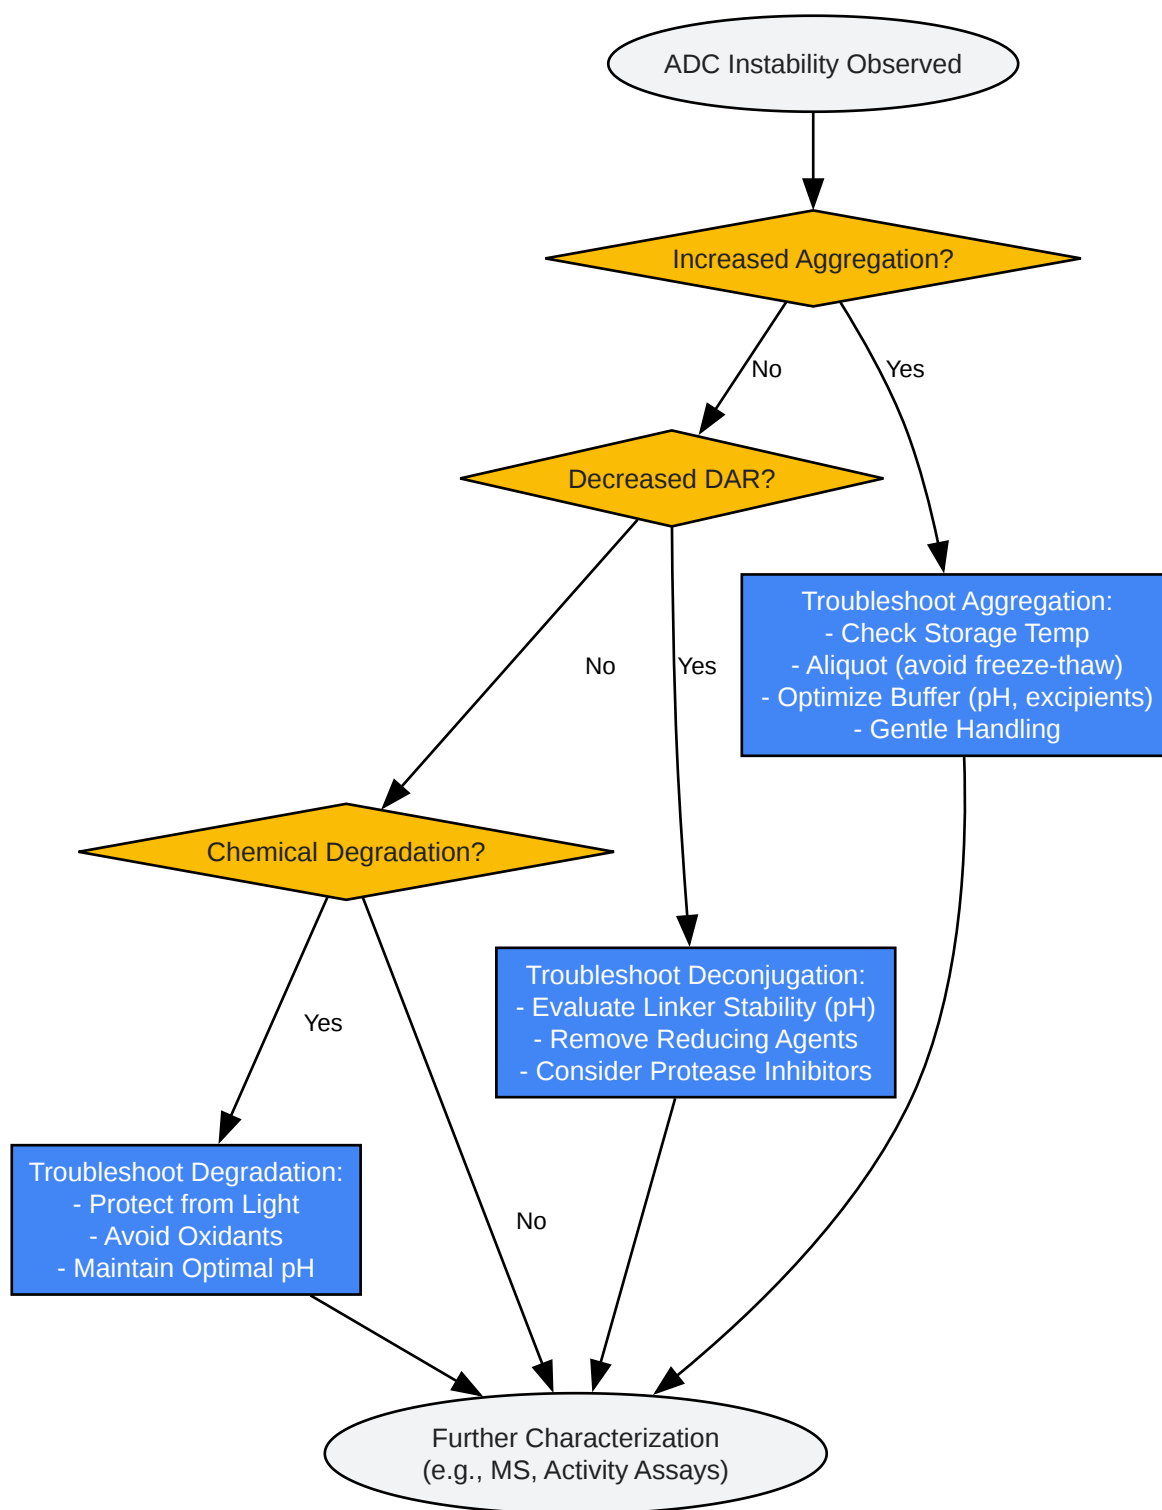 ADC Instability Observed
Increased Aggregation?
No
Yes
Decreased DAR?
Troubleshoot Aggregation:
- Check Storage Temp
- Aliquot (avoid freeze-thaw)
- Optimize Buffer (pH, excipients)
- Gentle Handling
No
Yes
Chemical Degradation?
Troubleshoot Deconjugation:
- Evaluate Linker Stability (pH)
- Remove Reducing Agents
- Consider Protease Inhibitors
Yes
No
Troubleshoot Degradation:
- Protect from Light
- Avoid Oxidants
- Maintain Optimal pH
Further Characterization
(e.g., MS, Activity Assays)